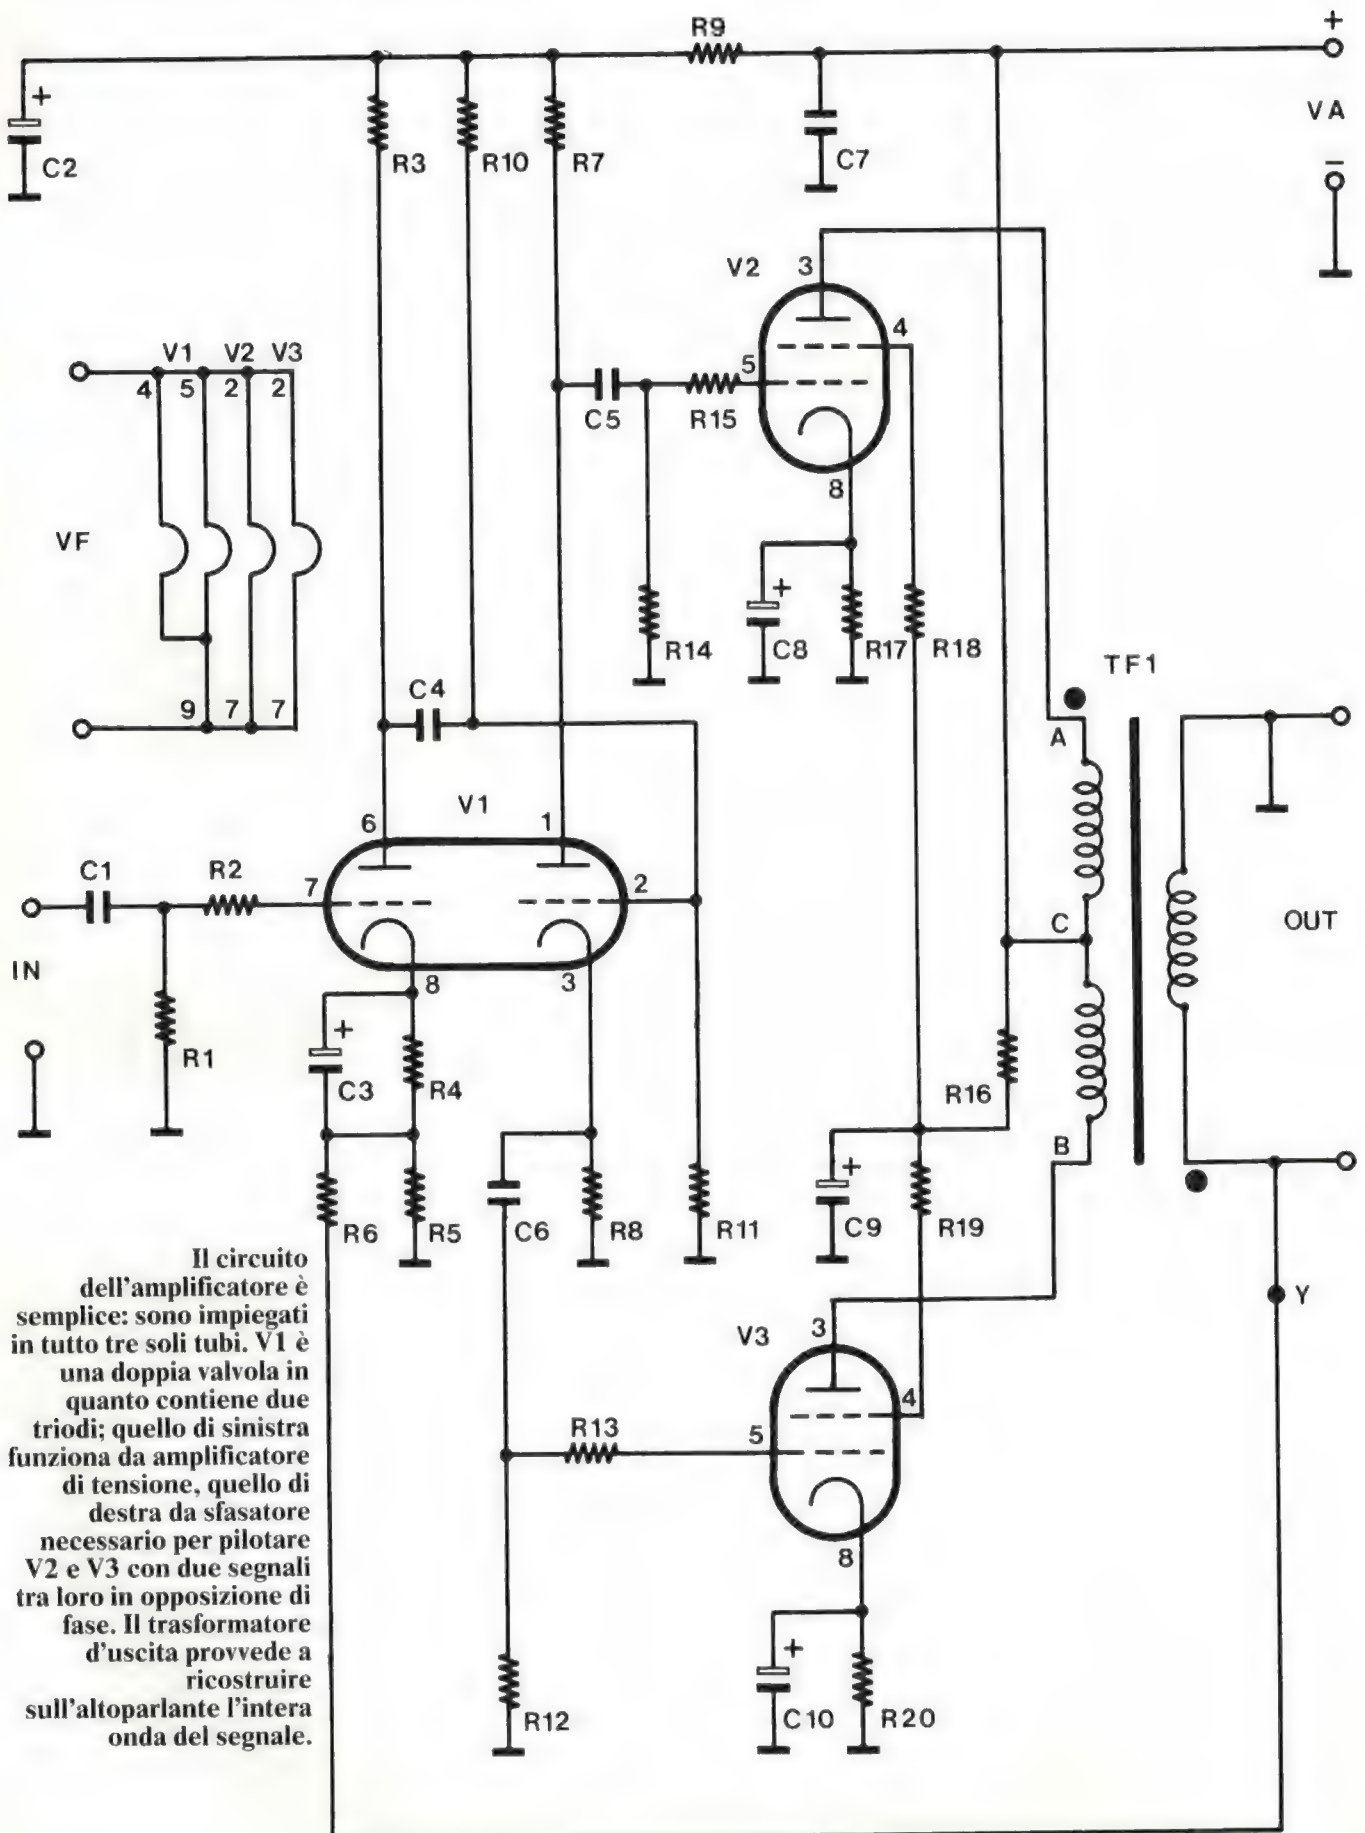 R9
+
VA
−
+
C2
R3
R10
R7
C7
V2
3
4
5
8
V1
V2
V3
4
5
2
2
VF
9
7
7
C5
R15
R14
+
C8
R17
R18
TF1
A
C4
V1
6
1
C1
R2
7
2
C
OUT
IN
8
3
R1
+
C3
R4
R16
B
R6
R5
C6
R8
R11
+
C9
R19
Y
V3
3
4
R13
5
8
+
C10
R20
R12
Il circuito
dell'amplificatore è
semplice: sono impiegati
in tutto tre soli tubi. V1 è
una doppia valvola in
quanto contiene due
triodi; quello di sinistra
funziona da amplificatore
di tensione, quello di
destra da sfasatore
necessario per pilotare
V2 e V3 con due segnali
tra loro in opposizione di
fase. Il trasformatore
d'uscita provvede a
ricostruire
sull'altoparlante l'intera
onda del segnale.